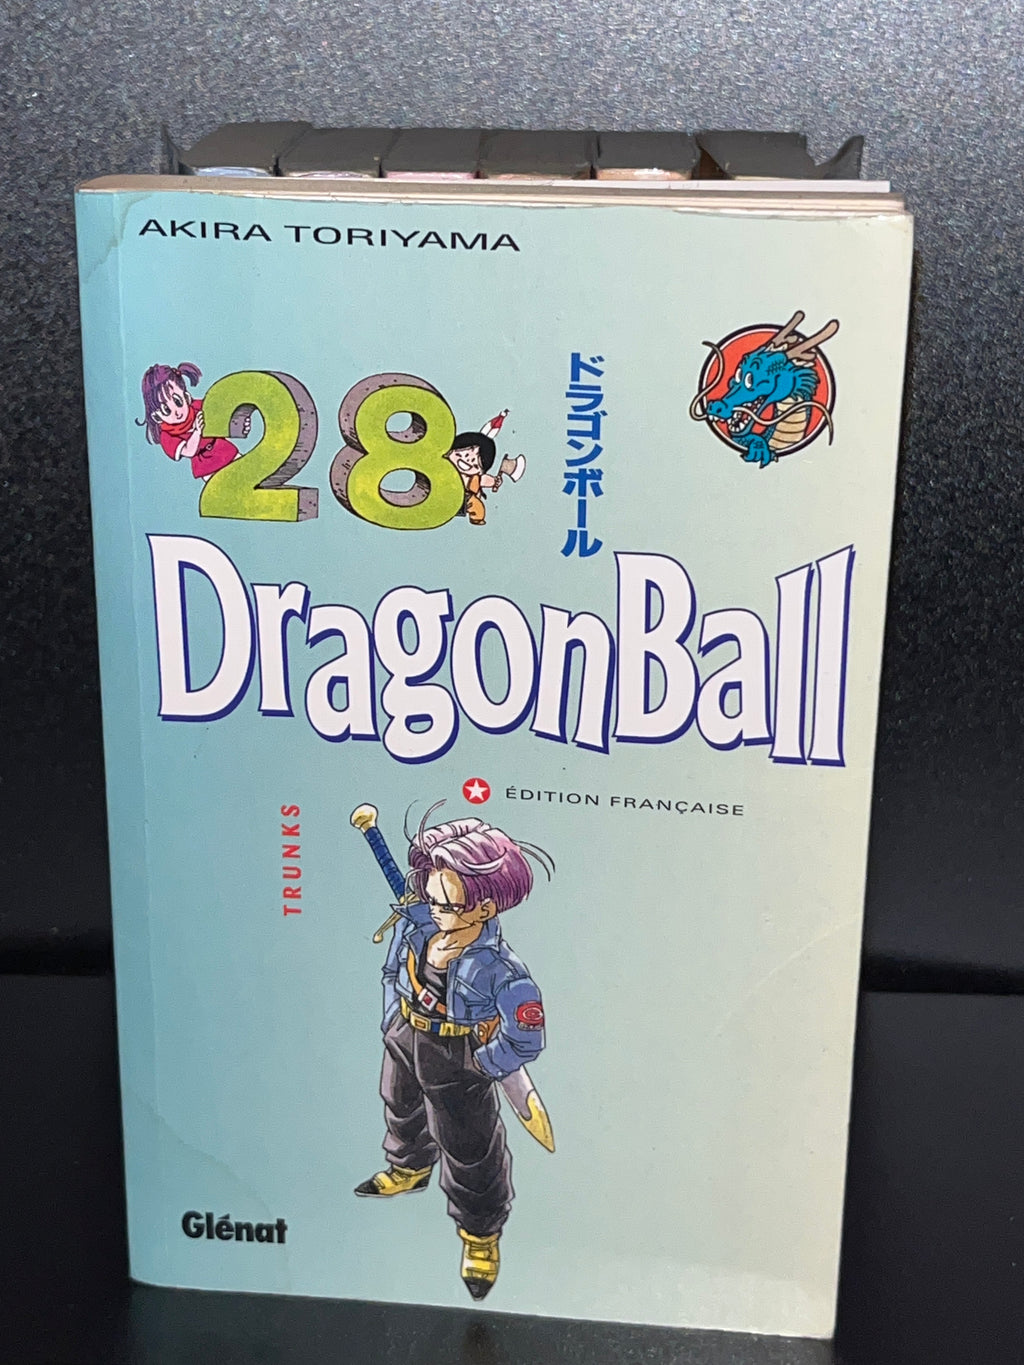 AKIRA TORIYAMA
28
ドラゴンボール
DragonBall
ÉDITION FRANÇAISE
TRUNKS
Glénat